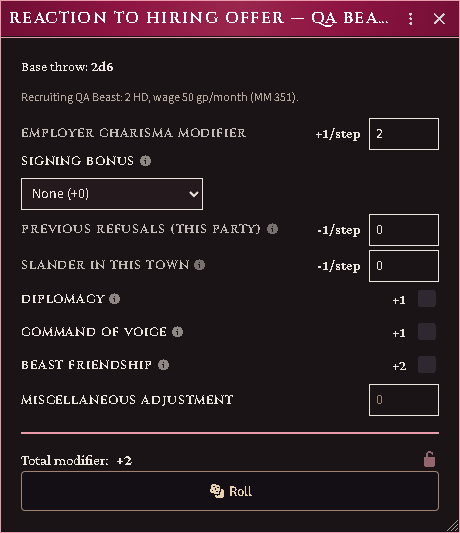 REACTION TO HIRING OFFER — QA BEA...
Base throw: 2d6
Recruiting QA Beast: 2 HD, wage 50 gp/month (MM 351).
EMPLOYER CHARISMA MODIFIER +1/step 2
SIGNING BONUS
None (+0)
PREVIOUS REFUSALS (THIS PARTY) -1/step 0
SLANDER IN THIS TOWN -1/step 0
DIPLOMACY +1
COMMAND OF VOICE +1
BEAST FRIENDSHIP +2
MISCELLANEOUS ADJUSTMENT 0
Total modifier: +2
Roll